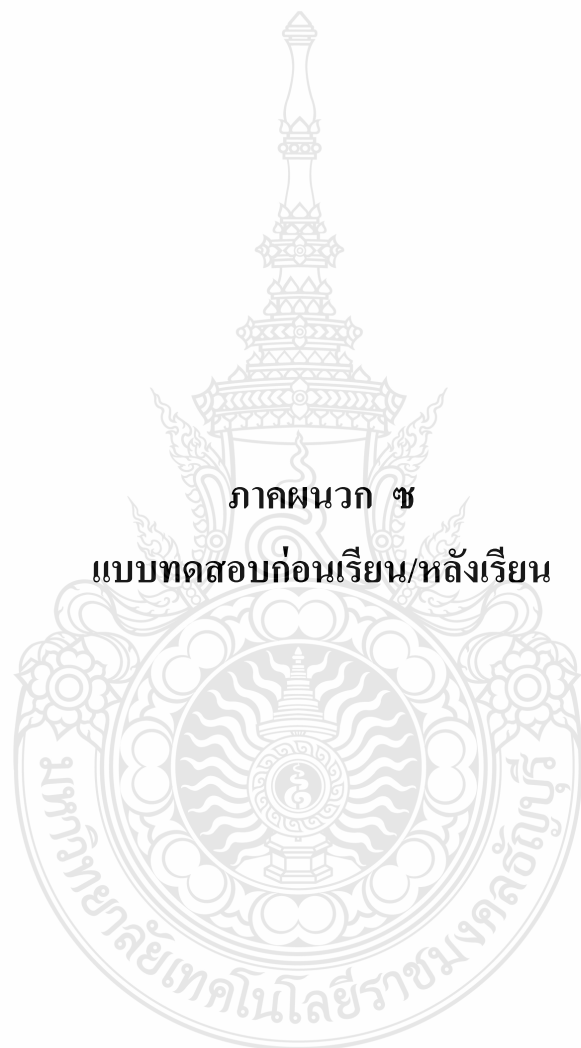 ภาคผนวก ซ
แบบทดสอบก่อนเรียน/หลังเรียน
มหาวิทยาลัยเทคโนโลยีราชมงคลธัญบุรี